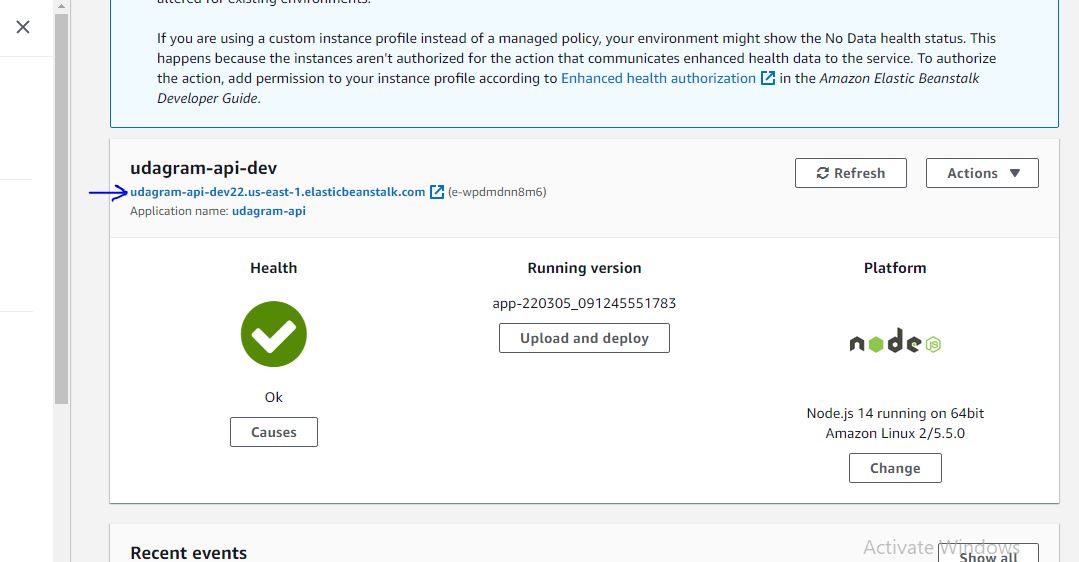 altered for existing environments.
If you are using a custom instance profile instead of a managed policy, your environment might show the No Data health status. This
happens because the instances aren't authorized for the action that communicates enhanced health data to the service. To authorize
the action, add permission to your instance profile according to Enhanced health authorization in the Amazon Elastic Beanstalk
Developer Guide.
udagram-api-dev
Refresh
Actions
udagram-api-dev22.us-east-1.elasticbeanstalk.com (e-wpdmdnn8m6)
Application name: udagram-api
Health
Running version
Platform
app-220305_091245551783
Upload and deploy
node JS
Ok
Causes
Node.js 14 running on 64bit
Amazon Linux 2/5.5.0
Change
Recent events
Activate Windows
Show all